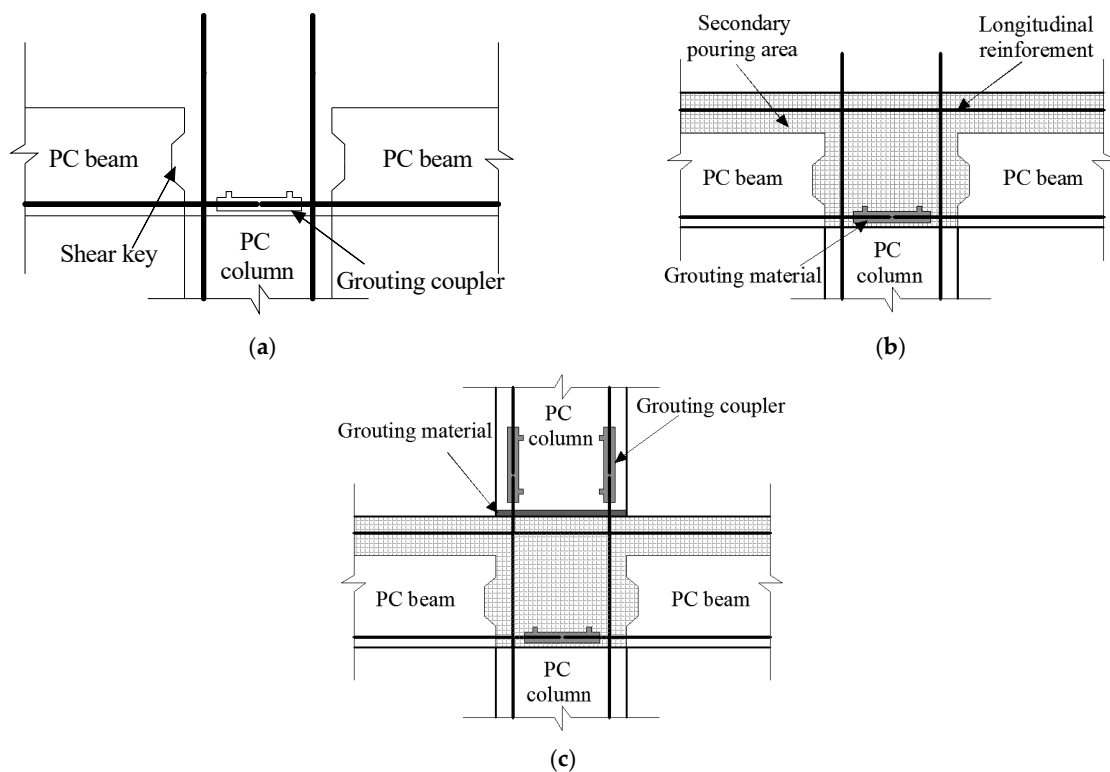 PC beam
PC beam
Shear key
PC
column
Grouting coupler
(a)
Secondary
pouring area
Longitudinal
reinforement
PC beam
PC beam
Grouting material
PC
column
(b)
Grouting material
PC
column
Grouting coupler
PC beam
PC beam
PC
column
(c)